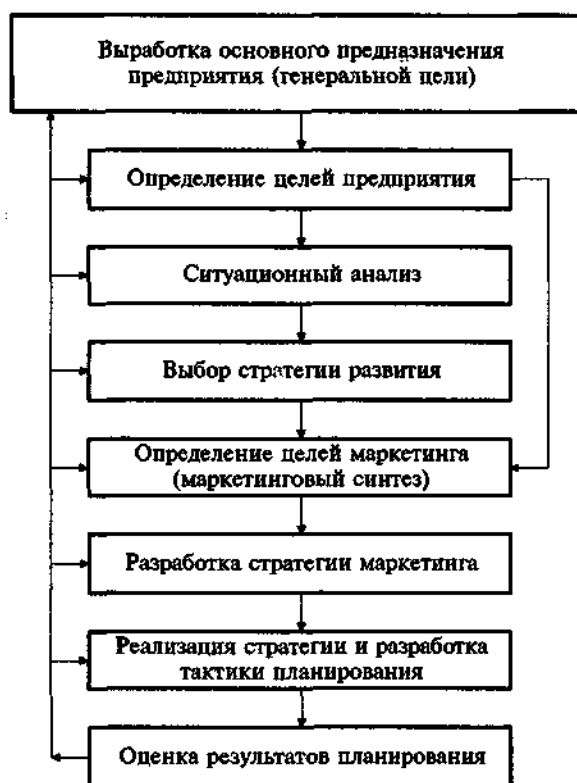 Выработка основного предназначения
предприятия (генеральной цели)
Определение целей предприятия
Ситуационный анализ
Выбор стратегии развития
Определение целей маркетинга
(маркетинговый синтез)
Разработка стратегии маркетинга
Реализация стратегии и разработка
тактики планирования
Оценка результатов планирования